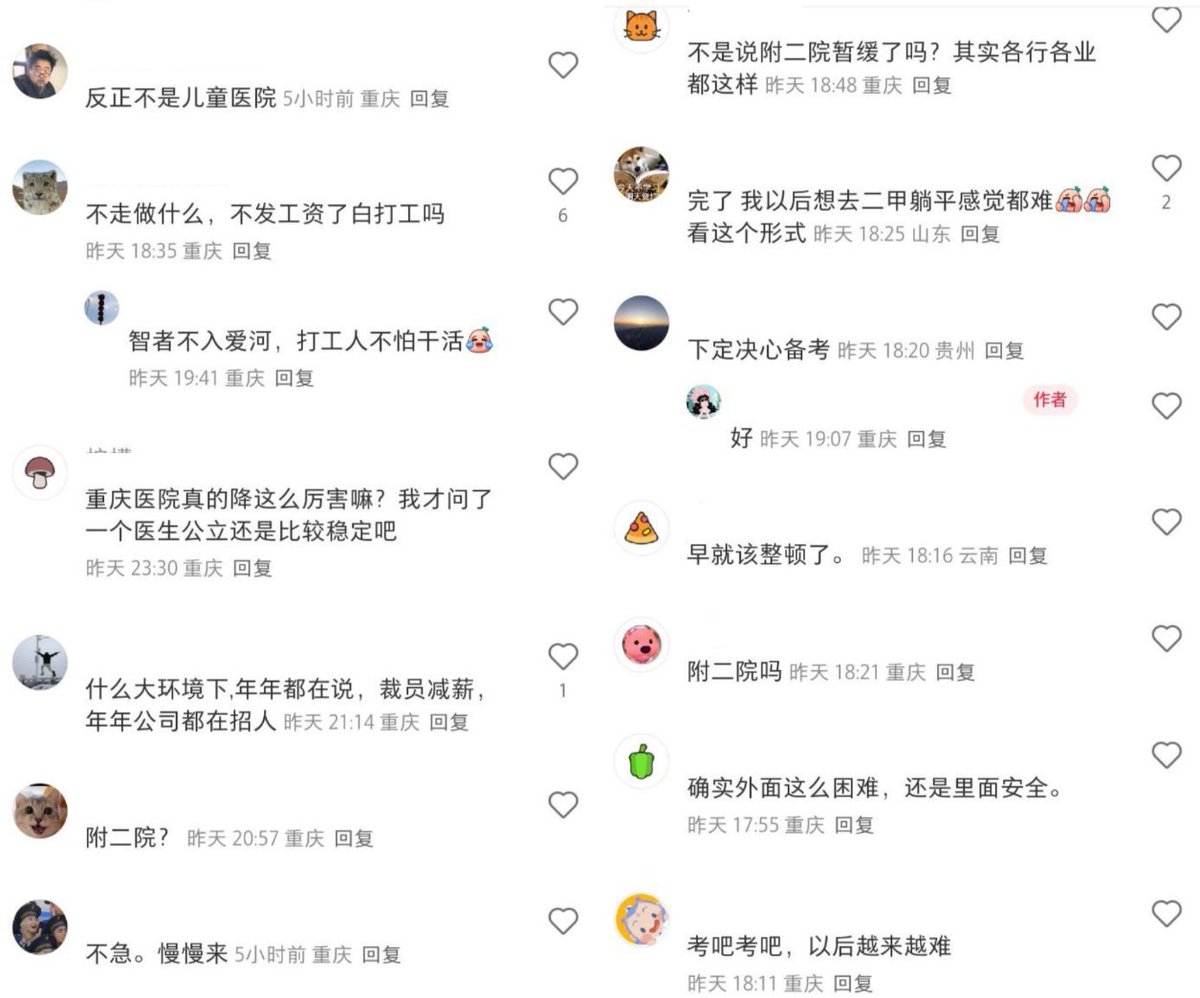 反正不是儿童医院 5小时前 重庆 回复
不走做什么，不发工资了白打工吗
6
昨天 18:35 重庆 回复
智者不入爱河，打工人不怕干活
昨天 19:41 重庆 回复
重庆医院真的降这么厉害嘛？我才问了
一个医生公立还是比较稳定吧
昨天 23:30 重庆 回复
什么大环境下,年年都在说，裁员减薪，
1
年年公司都在招人 昨天 21:14 重庆 回复
附二院？ 昨天 20:57 重庆 回复
不急。慢慢来 5小时前 重庆 回复
不是说附二院暂缓了吗？其实各行各业
都这样 昨天 18:48 重庆 回复
完了 我以后想去二甲躺平感觉都难
2
看这个形式 昨天 18:25 山东 回复
下定决心备考 昨天 18:20 贵州 回复
作者
好 昨天 19:07 重庆 回复
早就该整顿了。 昨天 18:16 云南 回复
附二院吗 昨天 18:21 重庆 回复
确实外面这么困难，还是里面安全。
昨天 17:55 重庆 回复
考吧考吧，以后越来越难
昨天 18:11 重庆 回复